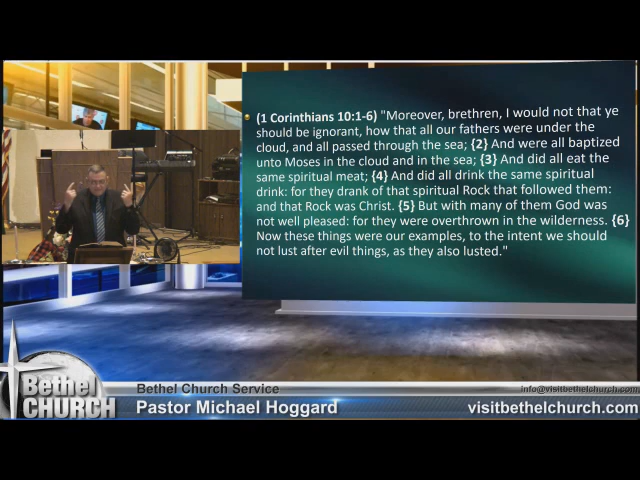 (1 Corinthians 10:1-6) "Moreover, brethren, I would not that ye
should be ignorant, how that all our fathers were under the
cloud, and all passed through the sea; {2} And were all baptized
unto Moses in the cloud and in the sea; {3} And did all eat the
same spiritual meat; {4} And did all drink the same spiritual
drink: for they drank of that spiritual Rock that followed them:
and that Rock was Christ. {5} But with many of them God was
not well pleased: for they were overthrown in the wilderness. {6}
Now these things were our examples, to the intent we should
not lust after evil things, as they also lusted."
Bethel
CHURCH
Bethel Church Service
info@visitbethelchurch.com
Pastor Michael Hoggard
visitbethelchurch.com